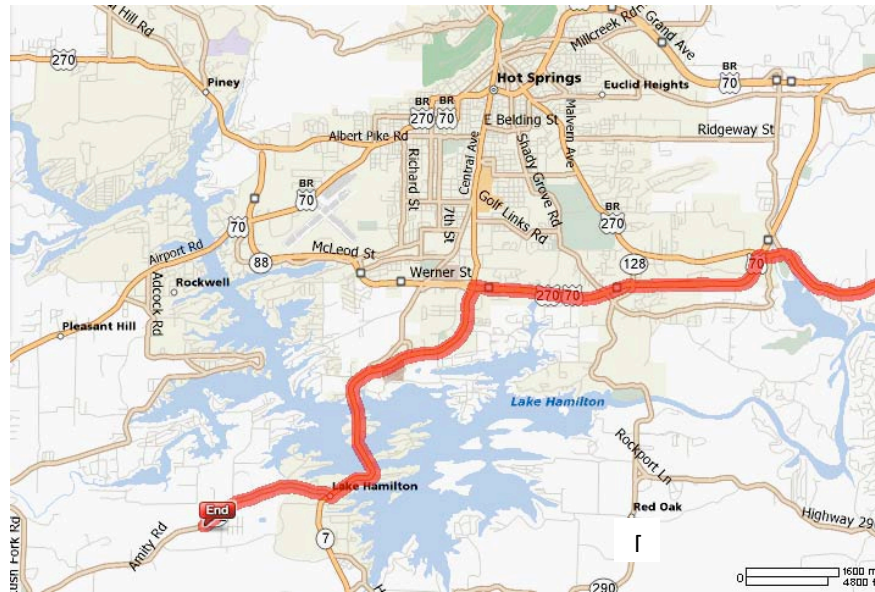 al Hill Rd
Millcreek Rd
Grand Ave
270
Piney
Hot Springs
Euclid Heights
BR
70
BR BR
270 70
E Belding St
Malvern Ave
Albert Pike Rd
Ridgeway St
Richard St
7th St
Central Ave
Shady Grove Rd
Golf Links Rd
BR
70
70
BR
270
Airport Rd
McLeod St
88
Werner St
128
70
270 70
Rockwell
Adcock Rd
Pleasant Hill
Lake Hamilton
Rockport Ln
Lake Hamilton
End
Amity Rd
7
Red Oak
Highway 290
ush Fork Rd
290
0
1600 m
4800 f